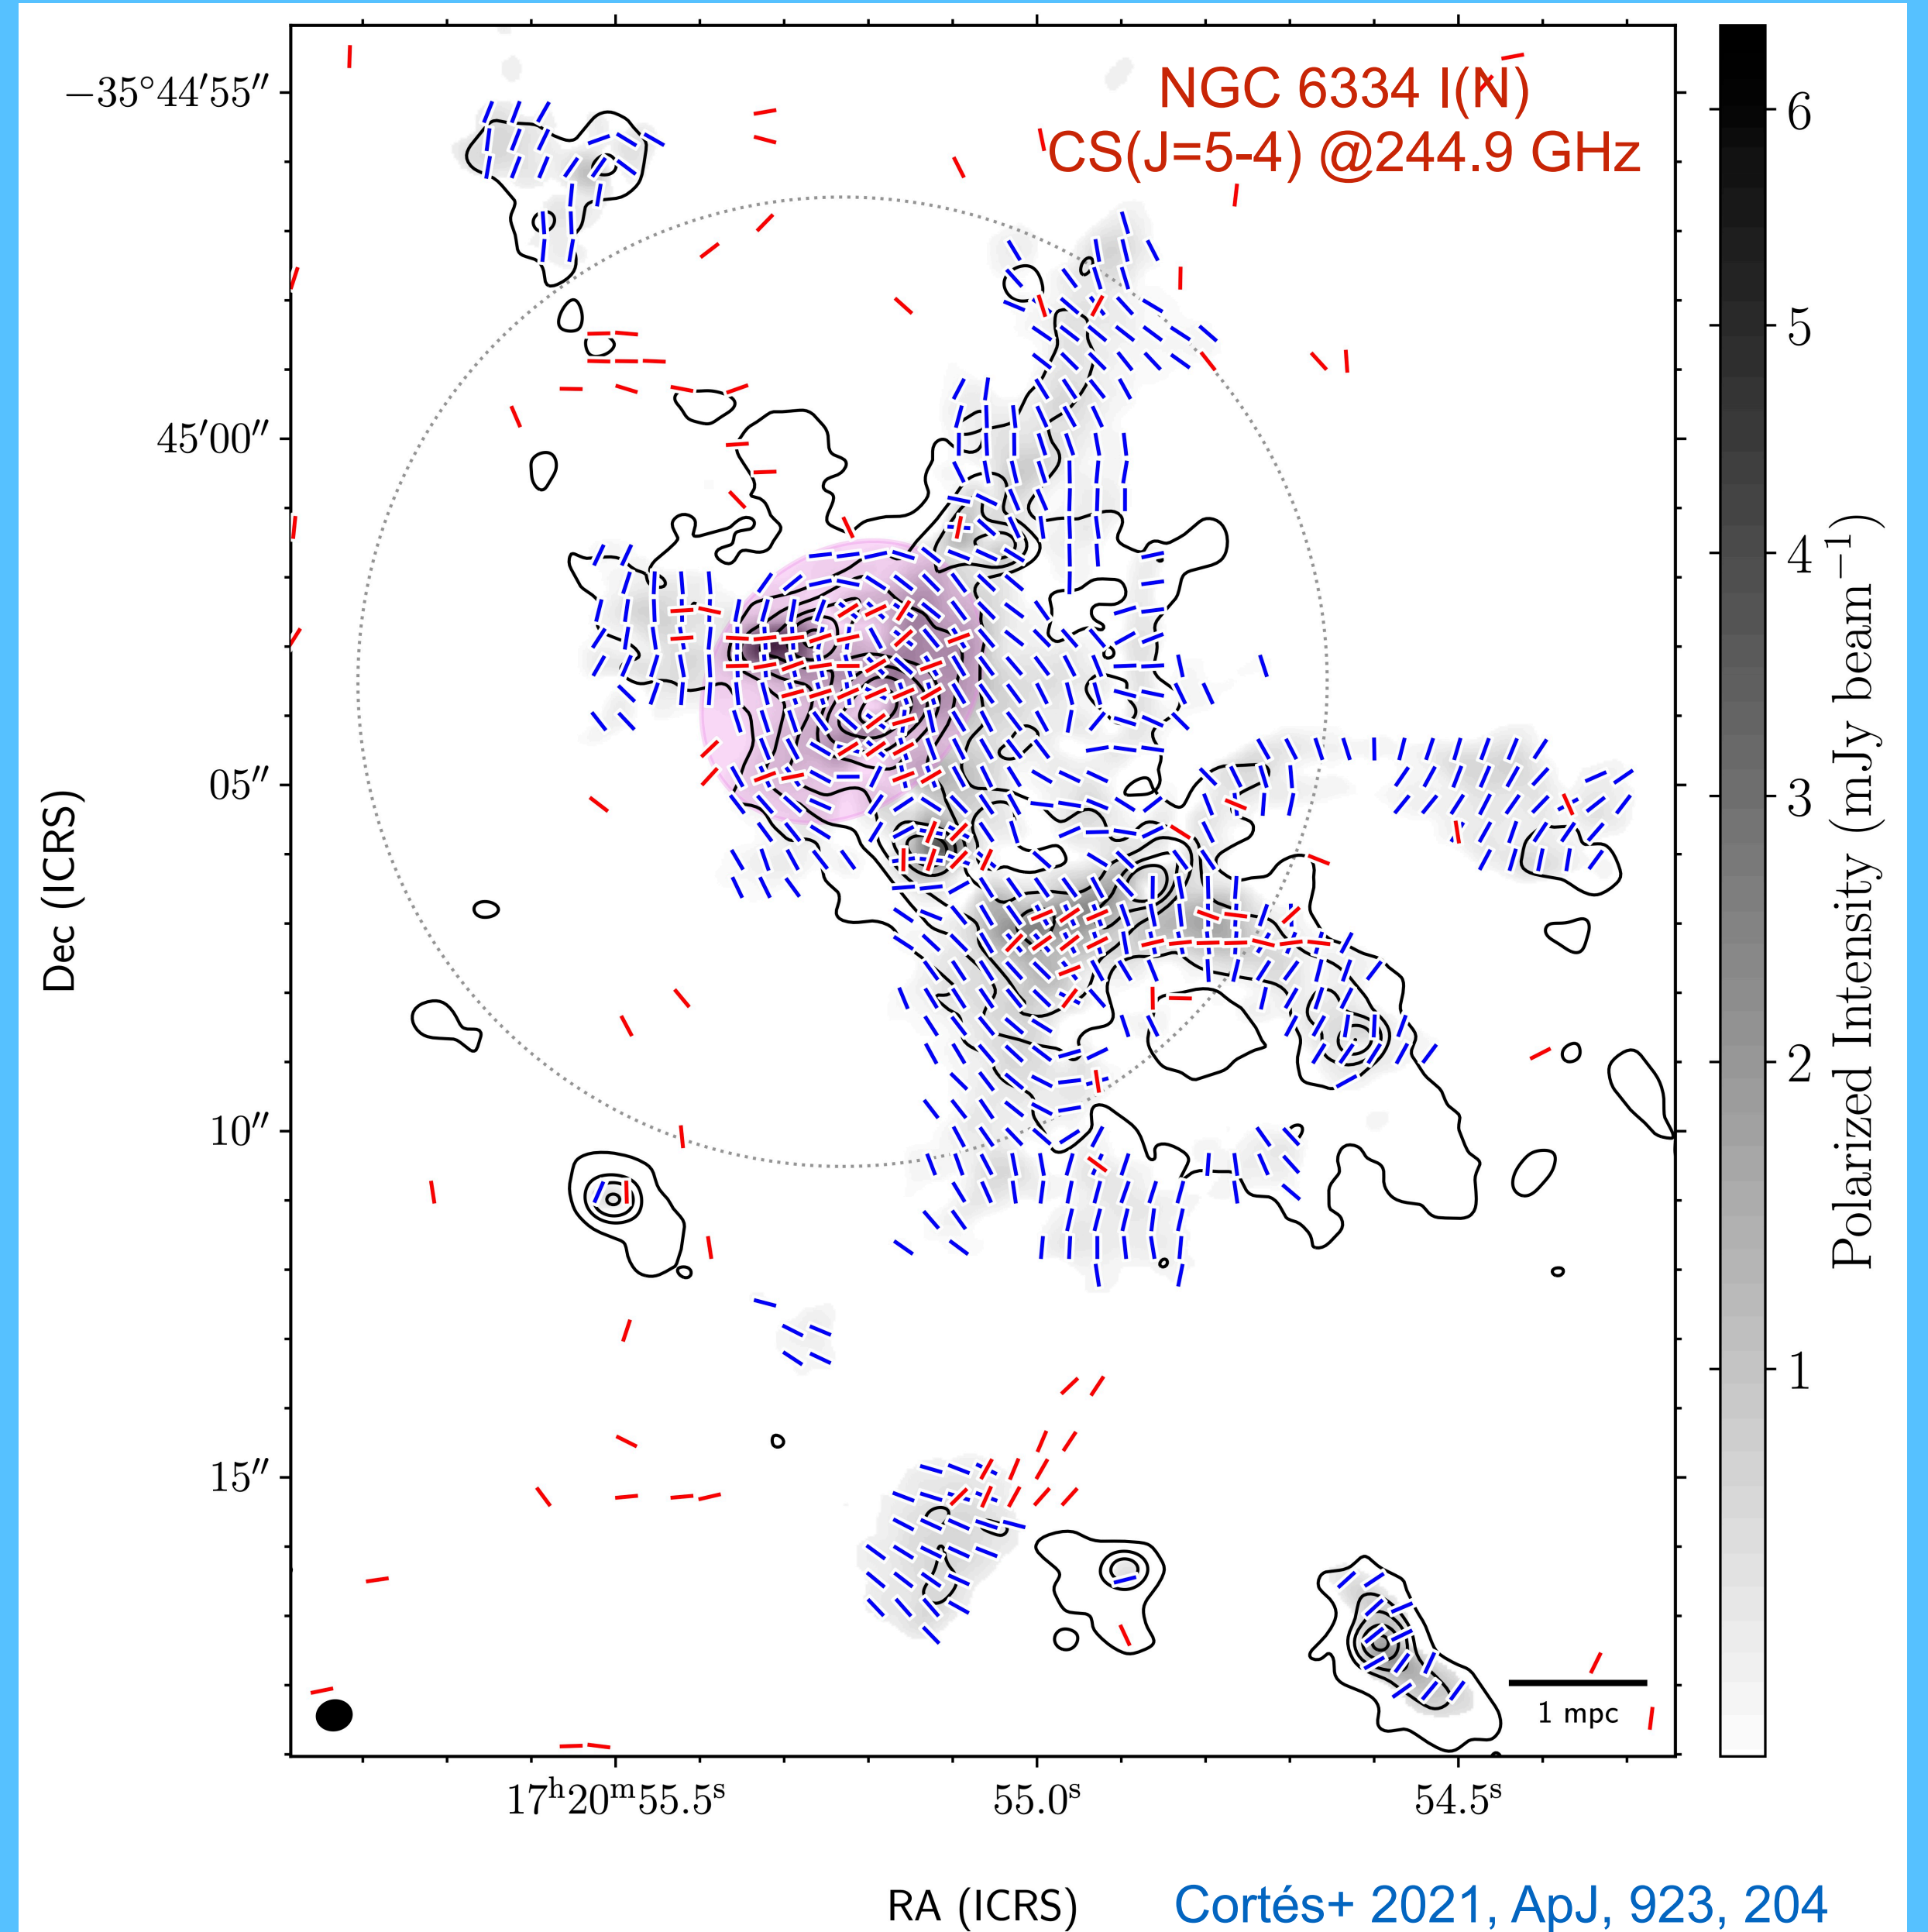 NGC 6334 I(N)
CS(J=5-4) @244.9 GHz
−35°44′55″
45′00″
05″
10″
15″
Dec (ICRS)
17ʰ20ᵐ55.5ˢ
55.0ˢ
54.5ˢ
RA (ICRS)
1 mpc
6
5
4
3
2
1
Polarized Intensity (mJy beam⁻¹)
Cortés+ 2021, ApJ, 923, 204